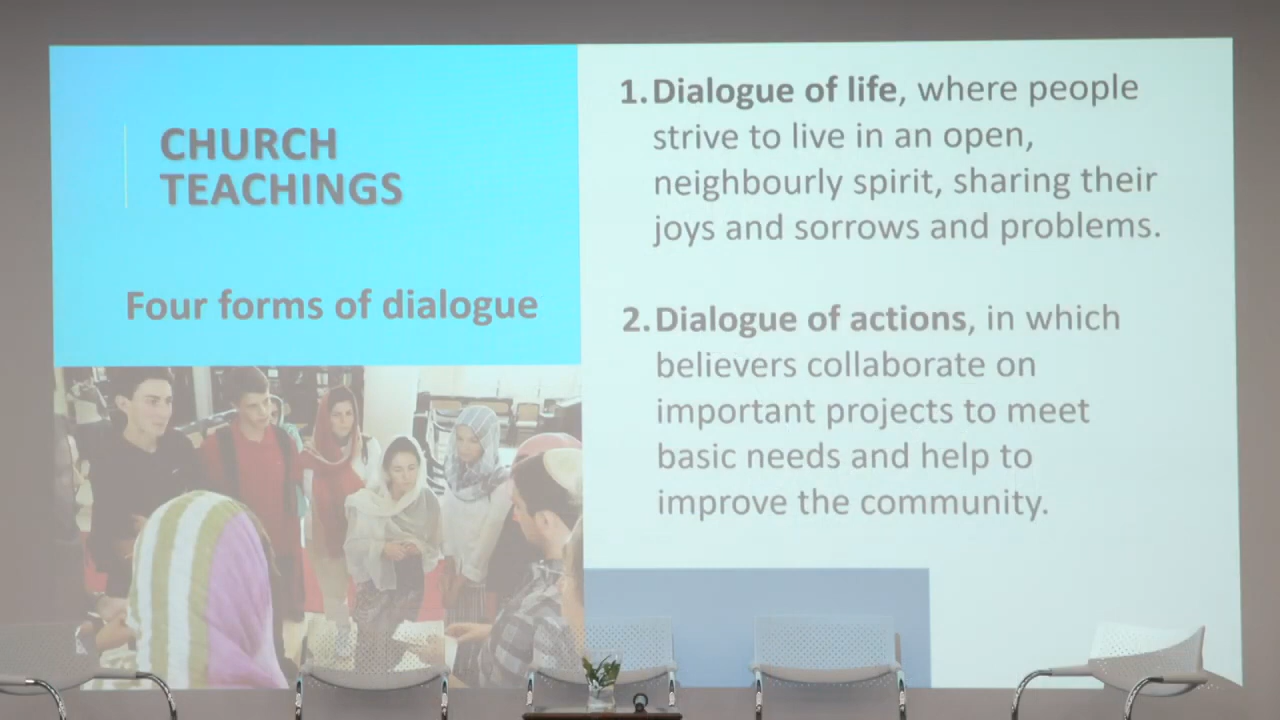 CHURCH
TEACHINGS
Four forms of dialogue
1. Dialogue of life, where people
strive to live in an open,
neighbourly spirit, sharing their
joys and sorrows and problems.
2. Dialogue of actions, in which
believers collaborate on
important projects to meet
basic needs and help to
improve the community.